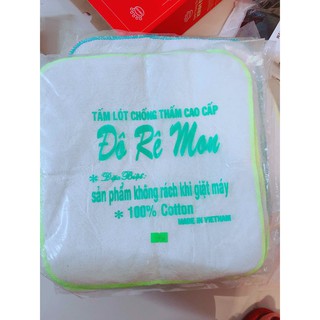 TẤM LÓT CHỐNG THẤM CAO CẤP
Đô Rê Mon
* Đặc Biệt:
sản phẩm không rách khi giặt máy
* 100% Cotton
MADE IN VIETNAM